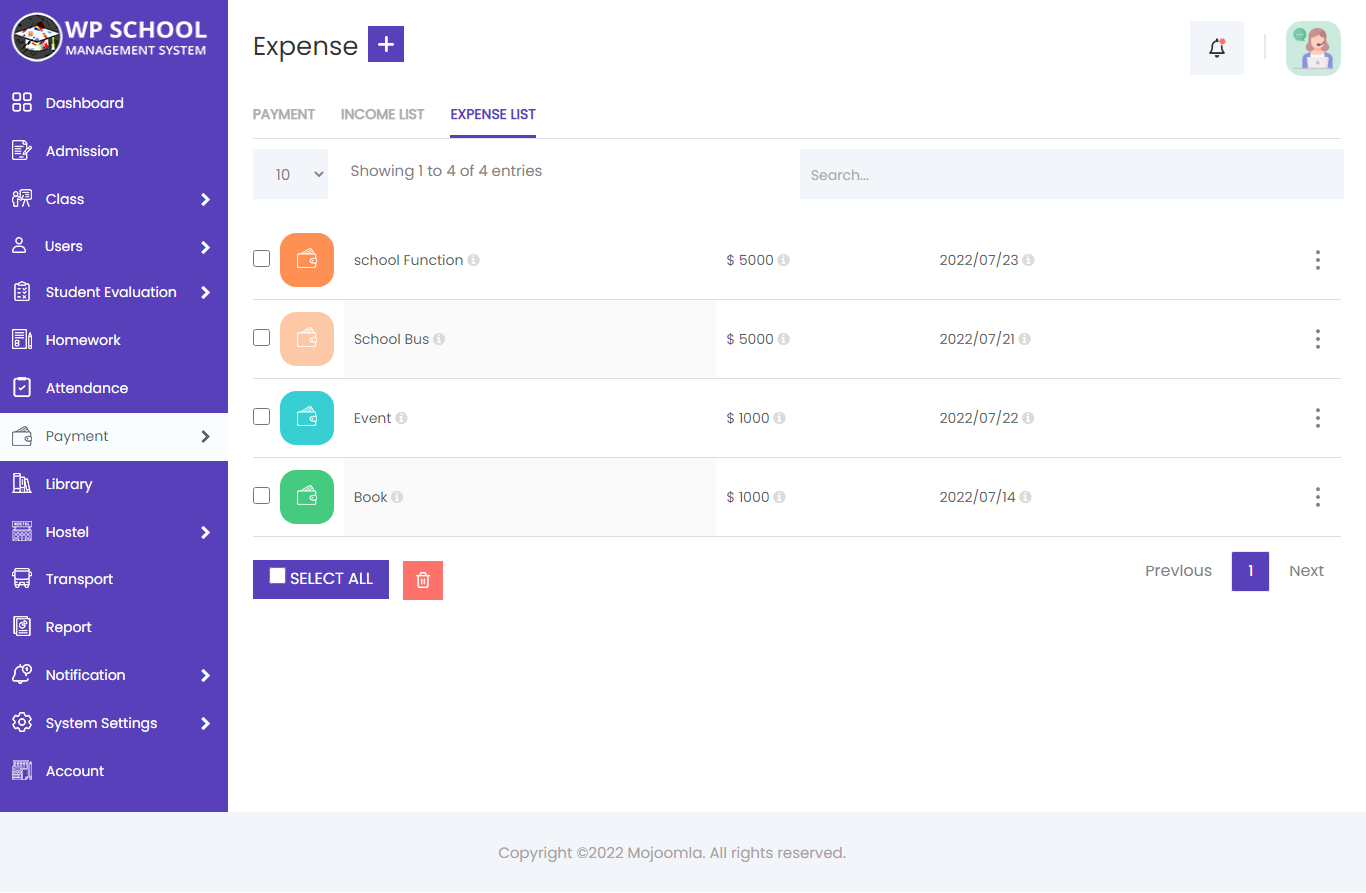 WP SCHOOL
MANAGEMENT SYSTEM
Dashboard
Admission
Class
Users
Student Evaluation
Homework
Attendance
Payment
Library
Hostel
Transport
Report
Notification
System Settings
Account
Expense +
PAYMENT INCOME LIST EXPENSE LIST
10 Showing 1 to 4 of 4 entries Search...
school Function $ 5000 2022/07/23
School Bus $ 5000 2022/07/21
Event $ 1000 2022/07/22
Book $ 1000 2022/07/14
SELECT ALL
Previous 1 Next
Copyright ©2022 Mojoomla. All rights reserved.